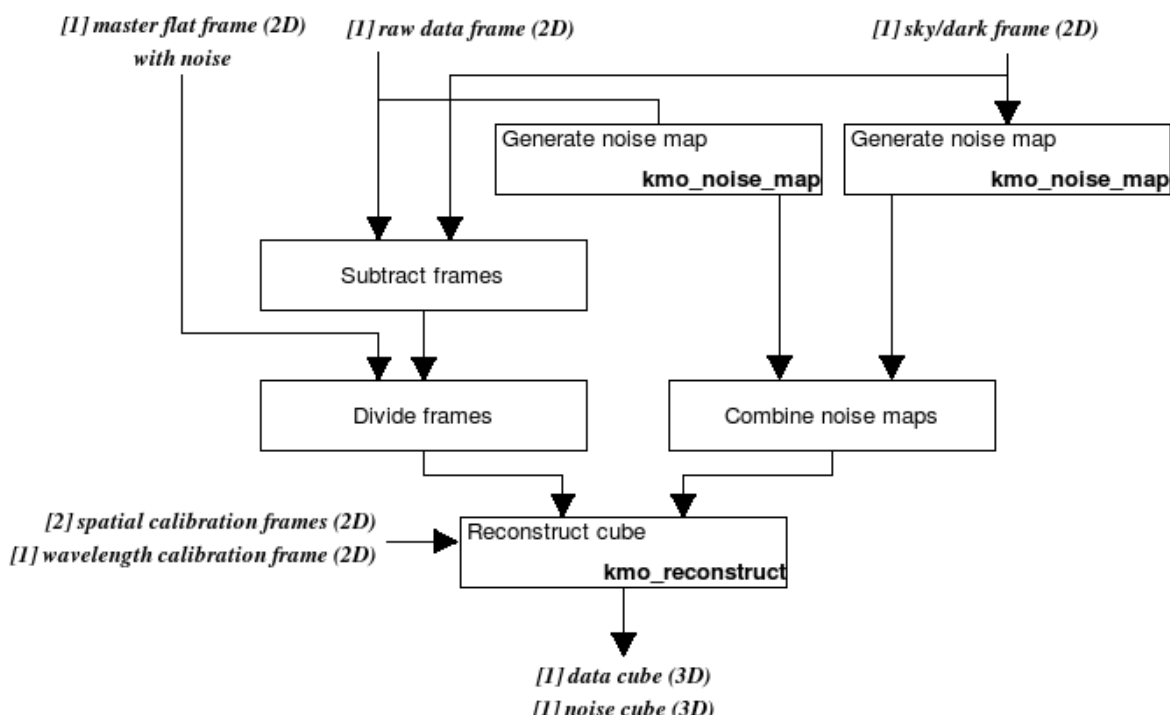 [1] master flat frame (2D)
with noise
[1] raw data frame (2D)
[1] sky/dark frame (2D)
Generate noise map
kmo_noise_map
Generate noise map
kmo_noise_map
Subtract frames
Divide frames
Combine noise maps
[2] spatial calibration frames (2D)
[1] wavelength calibration frame (2D)
Reconstruct cube
kmo_reconstruct
[1] data cube (3D)
[1] noise cube (3D)